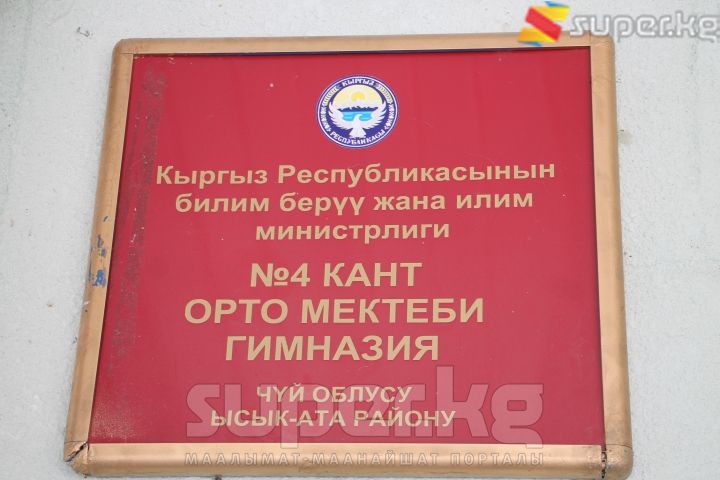 super.kg
КЫРГЫЗ
РЕСПУБЛИКАСЫ
Кыргыз Республикасынын
билим берүү жана илим
министрлиги
№4 КАНТ
ОРТО МЕКТЕБИ
ГИМНАЗИЯ
ЧҮЙ ОБЛУСУ
ЫСЫК-АТА РАЙОНУ
super.kg
МААЛЫМАТ-МААНАЙШАТ ПОРТАЛЫ